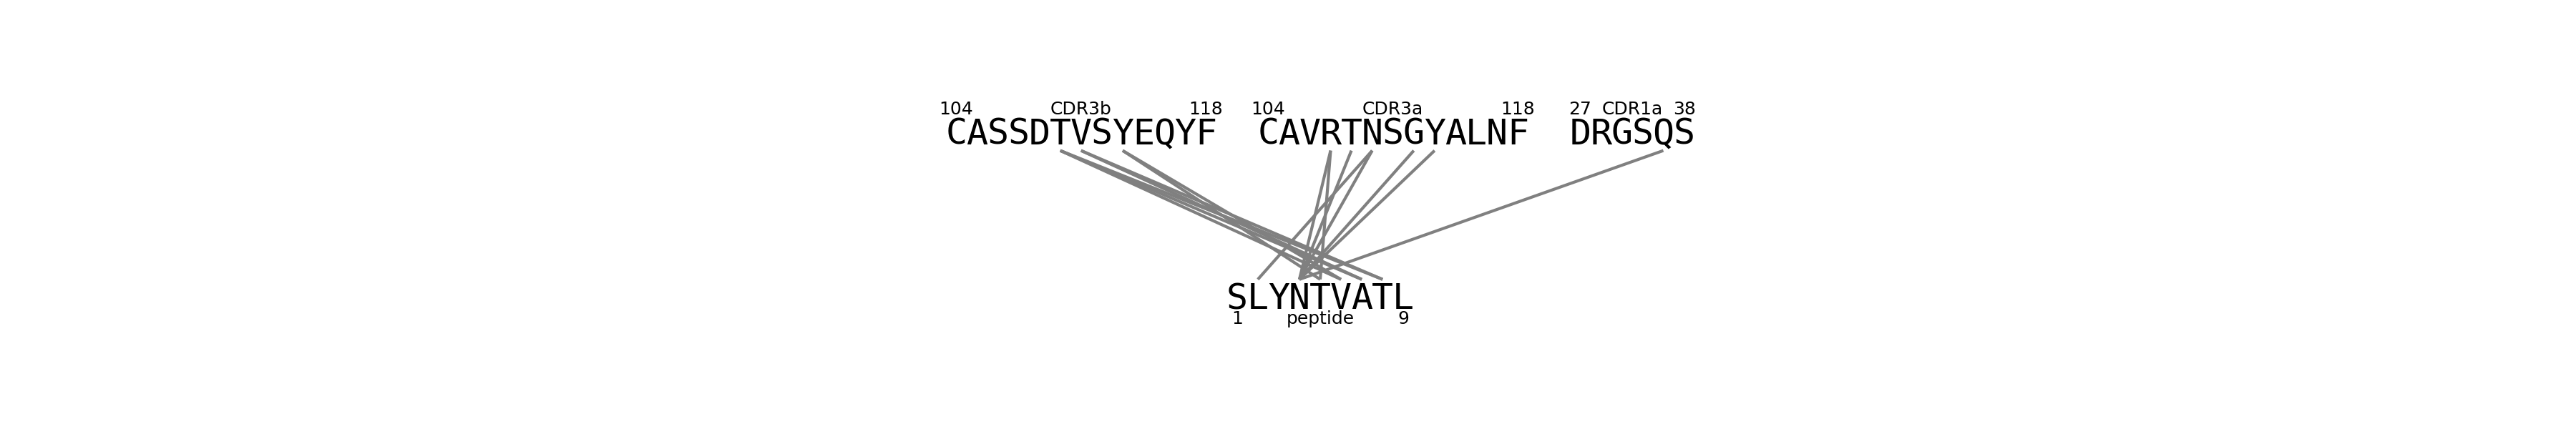 104 CDR3b 118 104 CDR3a 118 27 CDR1a 38
CASSDTVSYEQYF CAVRTNSGYALNF DRGSQS
SLYNTVATL
1 peptide 9